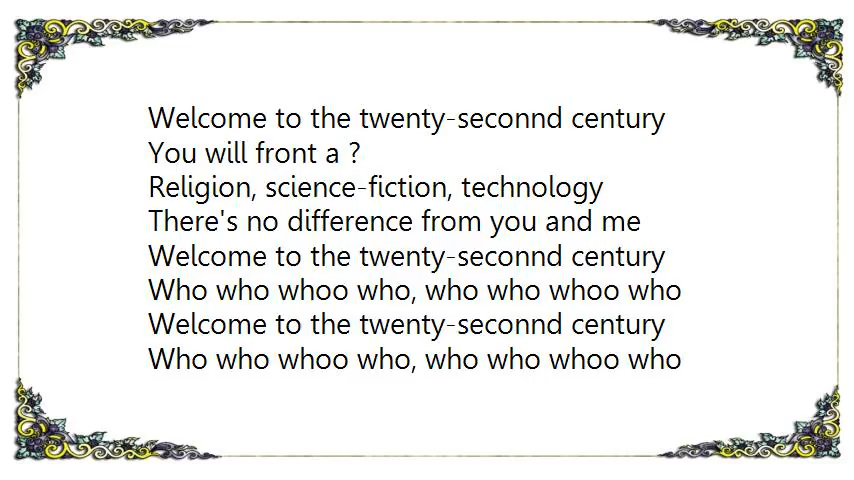 Welcome to the twenty-seconnd century
You will front a ?
Religion, science-fiction, technology
There's no difference from you and me
Welcome to the twenty-seconnd century
Who who whoo who, who who whoo who
Welcome to the twenty-seconnd century
Who who whoo who, who who whoo who